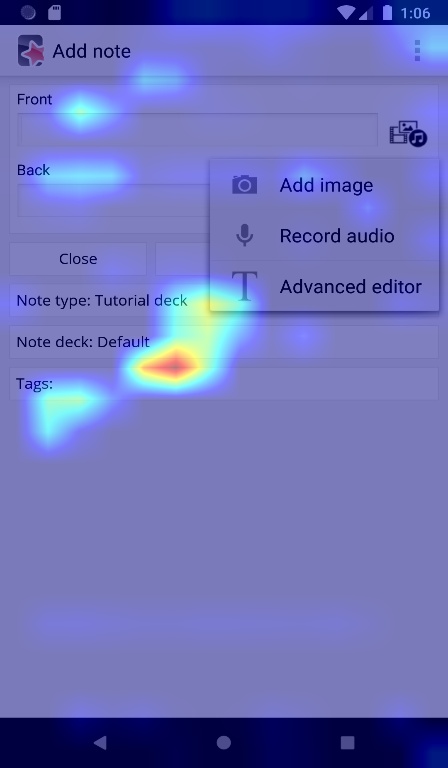 1:06
Add note
Front
Back
Add image
Record audio
Advanced editor
Close
Note type: Tutorial deck
Note deck: Default
Tags: